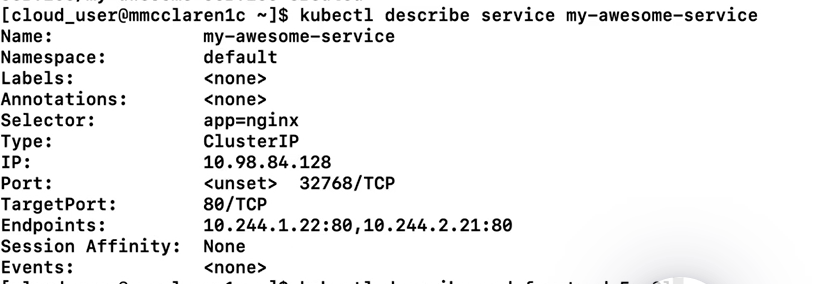 [cloud_user@mmcclaren1c ~]$ kubectl describe service my-awesome-service
Name:              my-awesome-service
Namespace:         default
Labels:            <none>
Annotations:       <none>
Selector:          app=nginx
Type:              ClusterIP
IP:                10.98.84.128
Port:              <unset>  32768/TCP
TargetPort:        80/TCP
Endpoints:         10.244.1.22:80,10.244.2.21:80
Session Affinity:  None
Events:            <none>